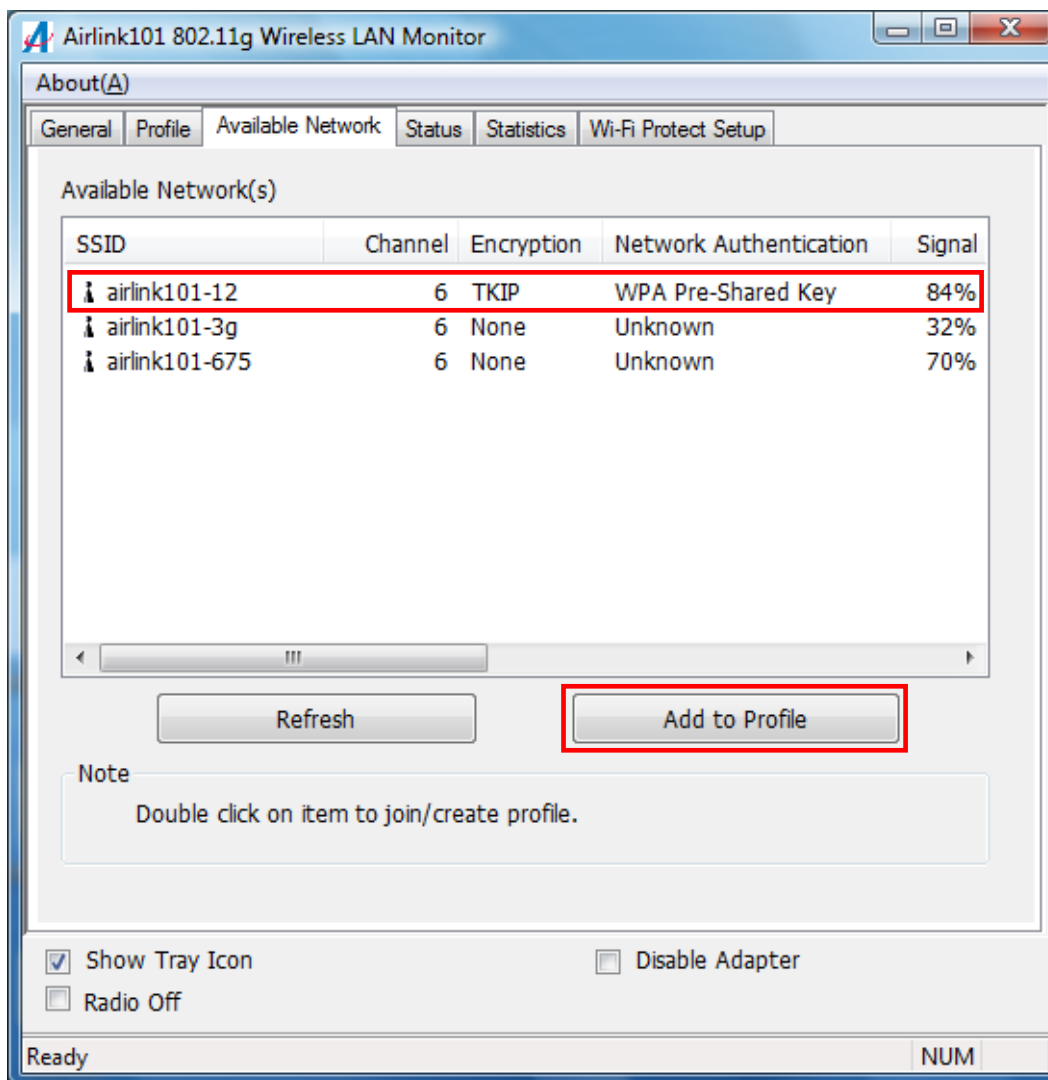 Airlink101 802.11g Wireless LAN Monitor
About(A)
General Profile Available Network Status Statistics Wi-Fi Protect Setup
Available Network(s)
SSID Channel Encryption Network Authentication Signal
airlink101-12 6 TKIP WPA Pre-Shared Key 84%
airlink101-3g 6 None Unknown 32%
airlink101-675 6 None Unknown 70%
Refresh Add to Profile
Note
Double click on item to join/create profile.
Show Tray Icon Disable Adapter
Radio Off
Ready NUM